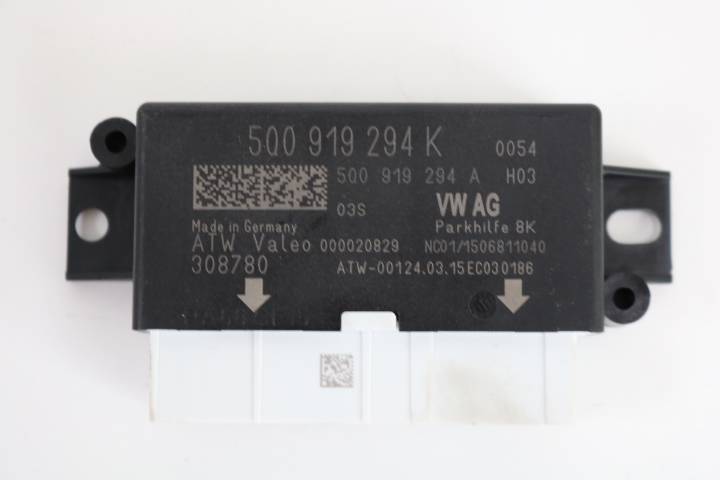 5Q0 919 294 K 0054
5Q0 919 294 A H03
03S VW AG
Made in Germany Parkhilfe 8K
ATW Valeo 000020829 NC01/1506811040
308780 ATW-00124.03.15EC030186